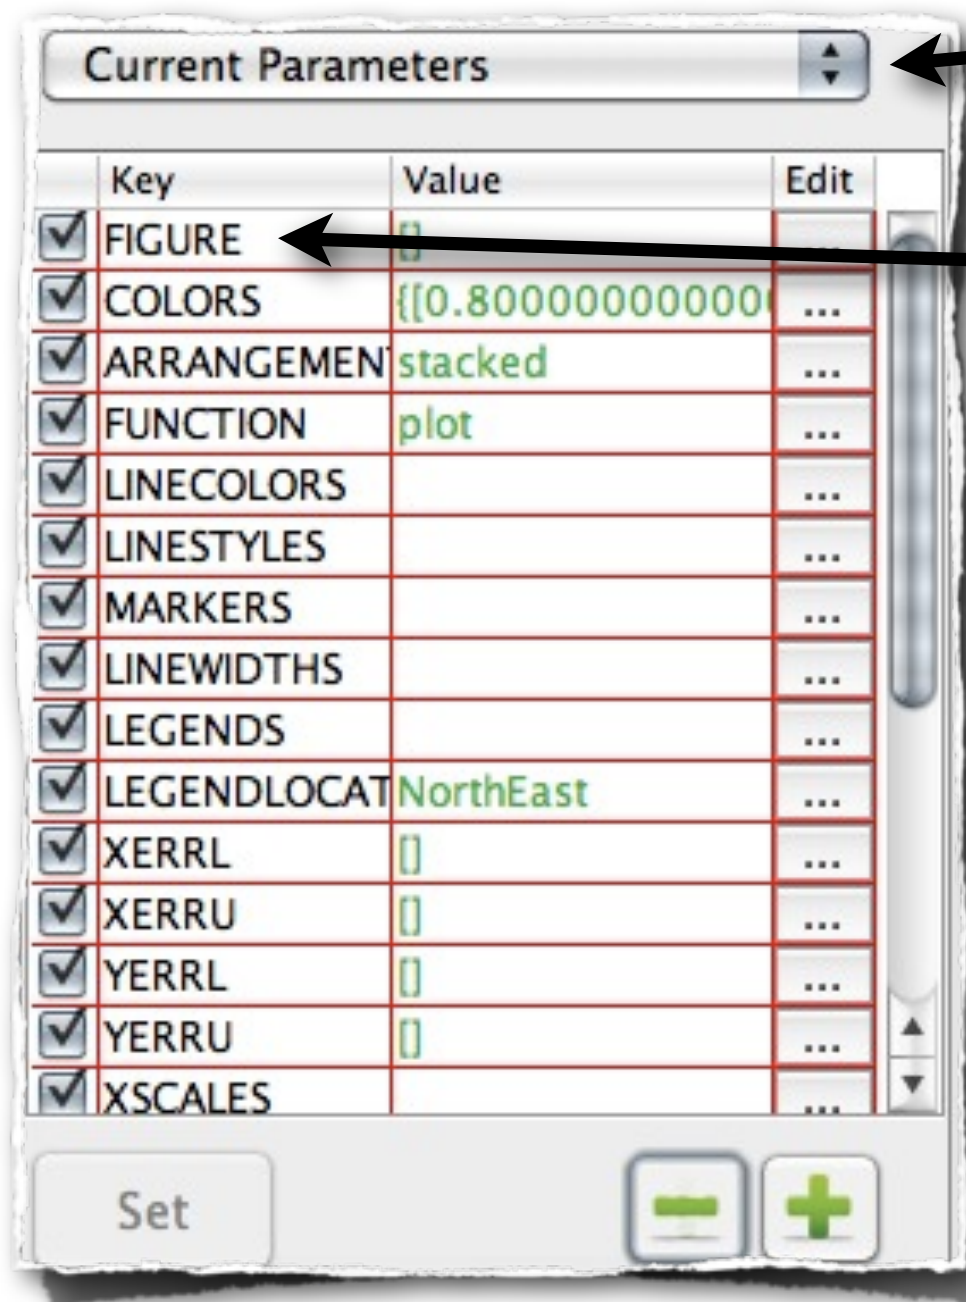 Current Parameters
Key Value Edit
FIGURE [] ...
COLORS {[0.800000000000 ...
ARRANGEMEN stacked ...
FUNCTION plot ...
LINECOLORS ...
LINESTYLES ...
MARKERS ...
LINEWIDTHS ...
LEGENDS ...
LEGENDLOCAT NorthEast ...
XERRL [] ...
XERRU [] ...
YERRL [] ...
YERRU [] ...
XSCALES ...
Set